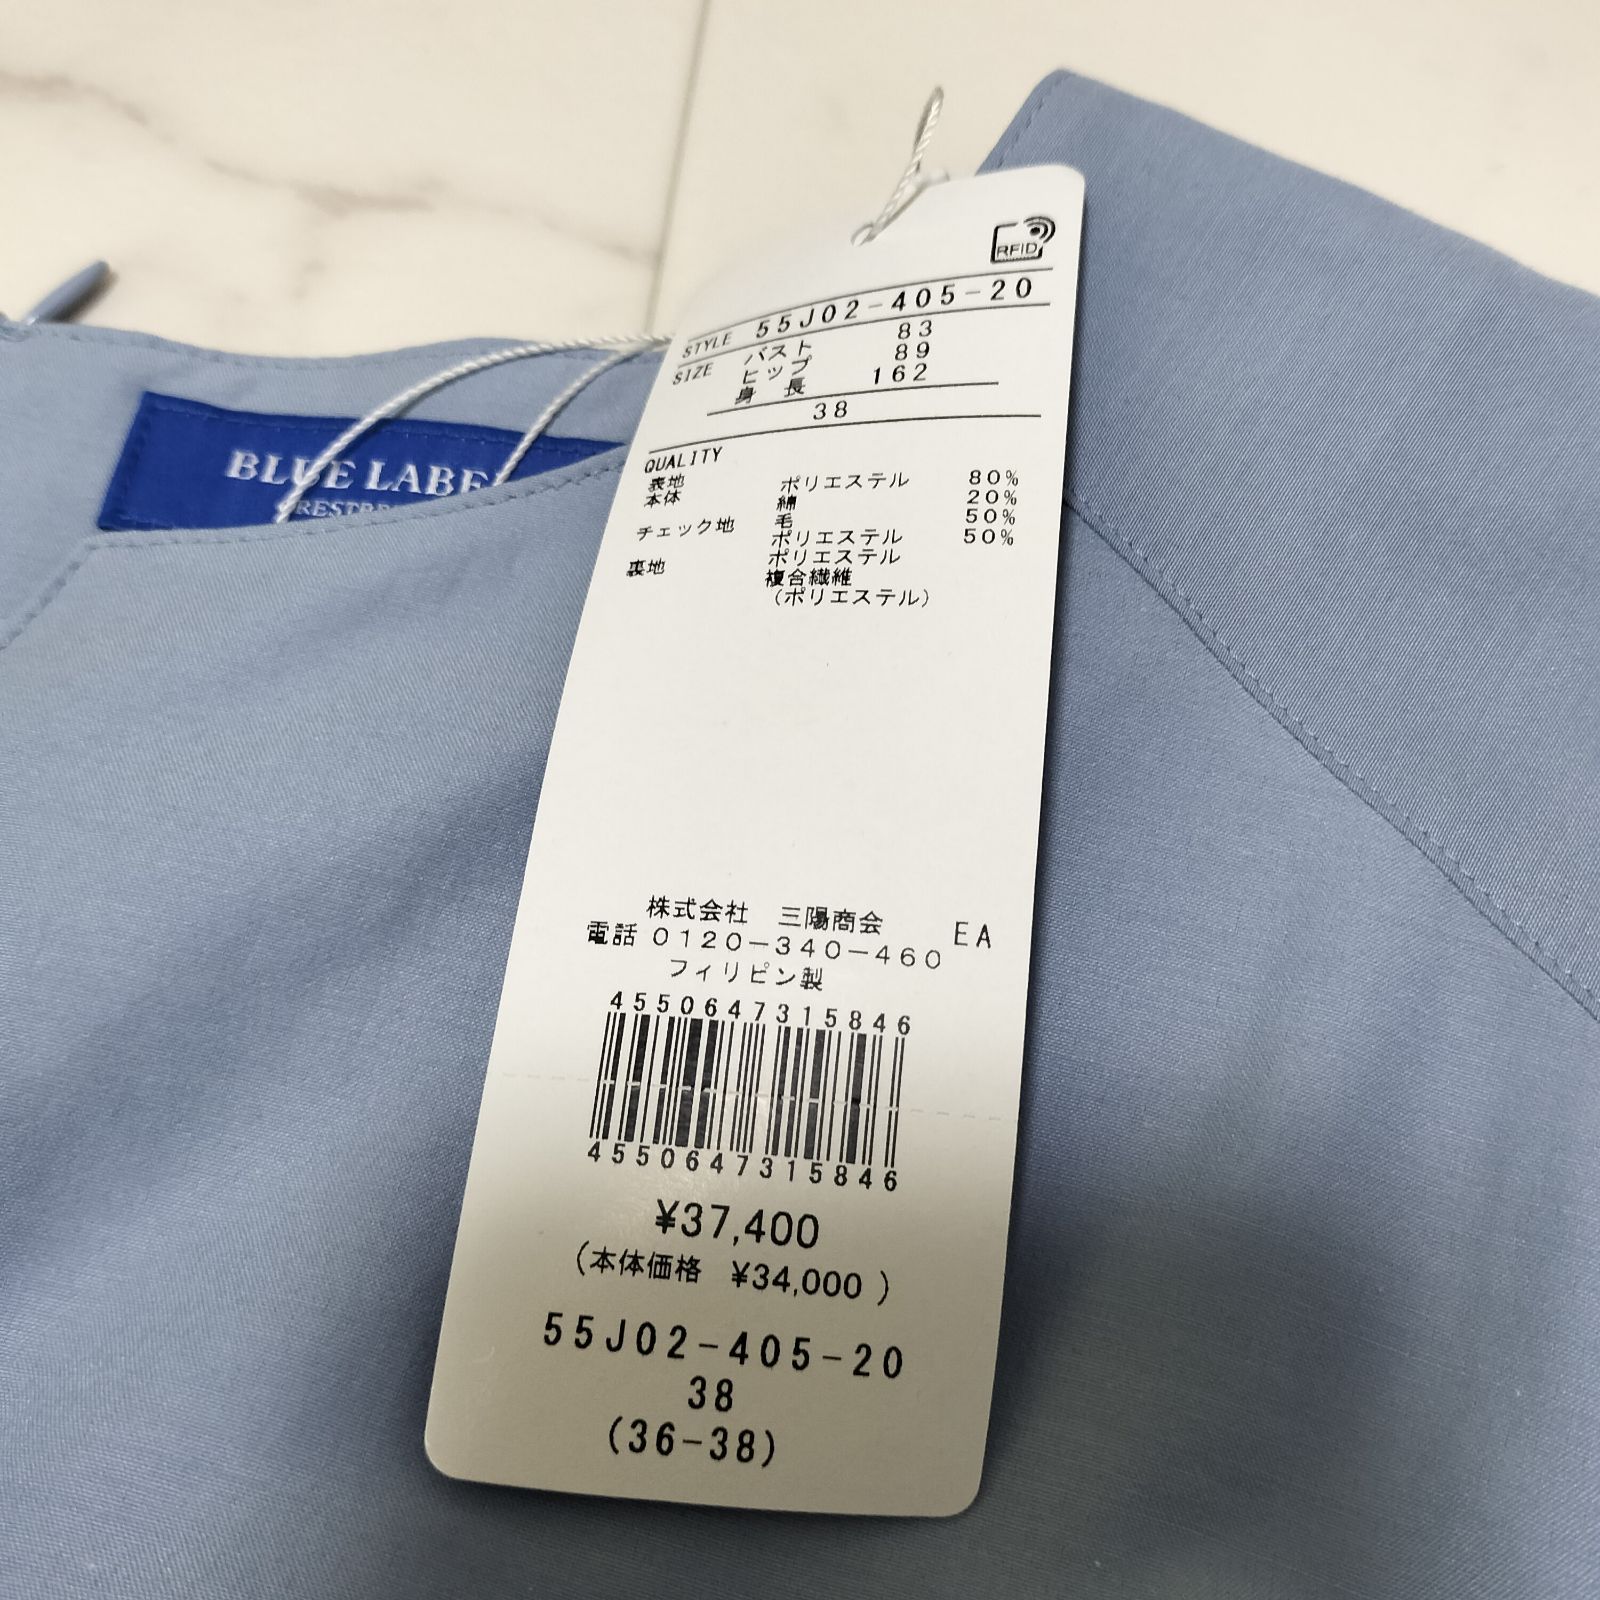 BLUE LABEL
RFID
STYLE 55J02-405-20
SIZE バスト 83
ヒップ 89
身長 162
38
QUALITY
表地 ポリエステル 80%
本体 綿 20%
チェック地 毛 50%
ポリエステル 50%
裏地 ポリエステル
複合繊維
(ポリエステル)
株式会社 三陽商会 EA
電話 0120-340-460
フィリピン製
4550647315846
4550647315846
¥37,400
(本体価格 ¥34,000 )
55J02-405-20
38
(36-38)